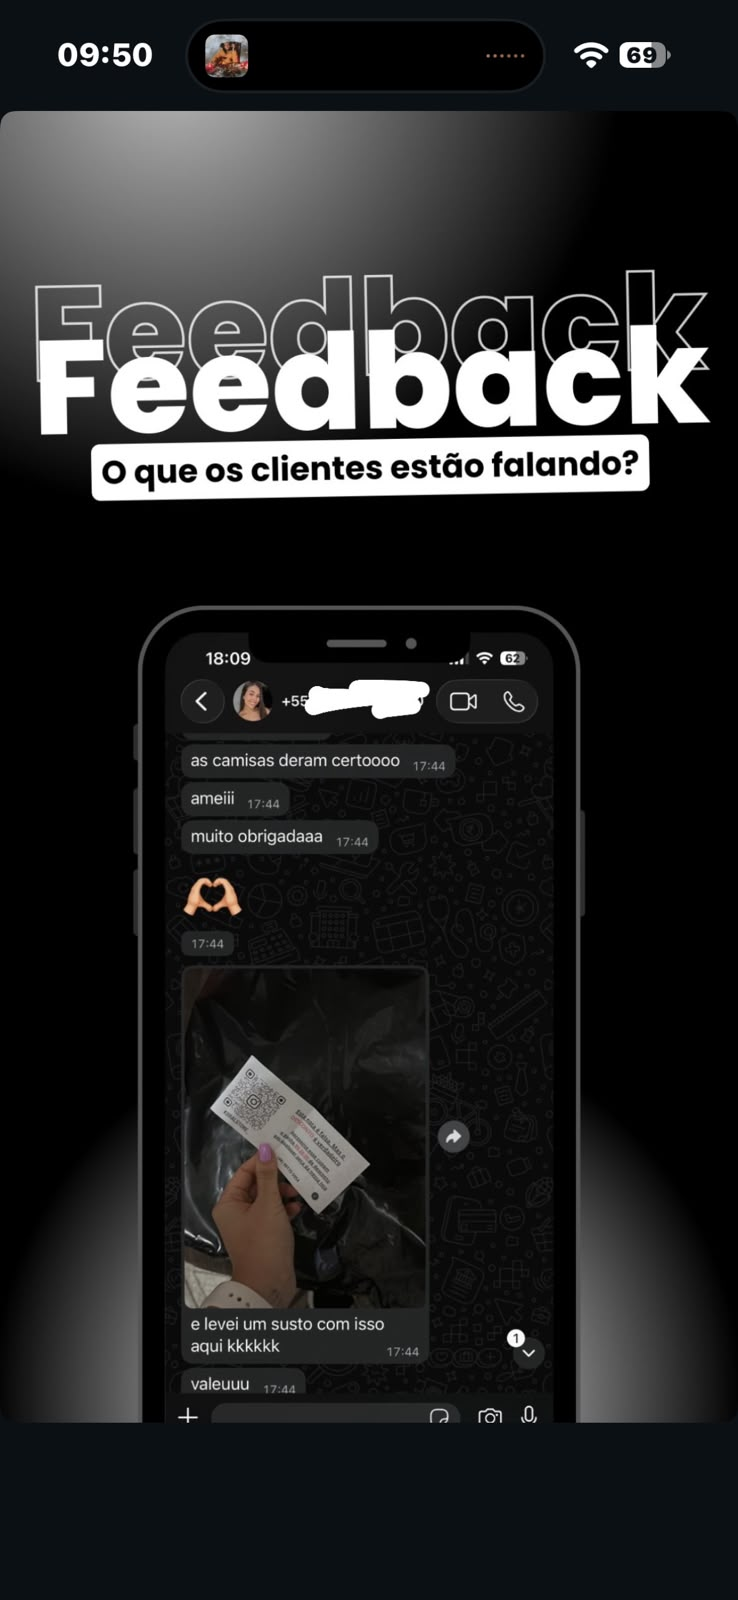 09:50
69
Feedback
Feedback
O que os clientes estão falando?
18:09
62
+55
as camisas deram certoooo 17:44
ameiii 17:44
muito obrigadaaa 17:44
17:44
e levei um susto com isso
aqui kkkkkk 17:44
1
valeuuu 17:44